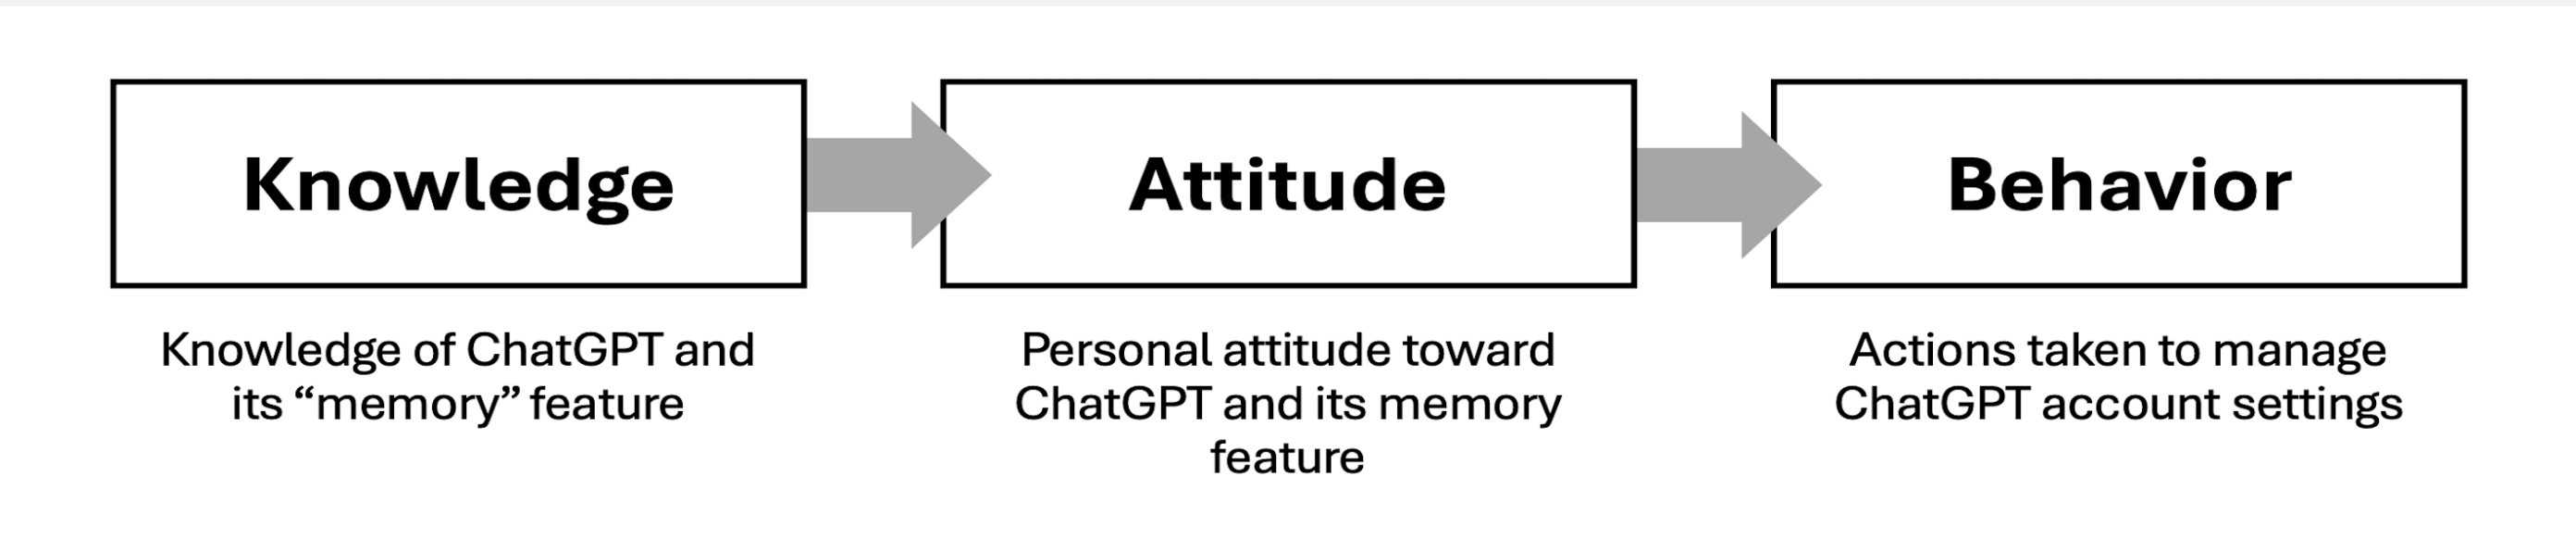 Knowledge
Attitude
Behavior
Knowledge of ChatGPT and
its “memory” feature
Personal attitude toward
ChatGPT and its memory
feature
Actions taken to manage
ChatGPT account settings